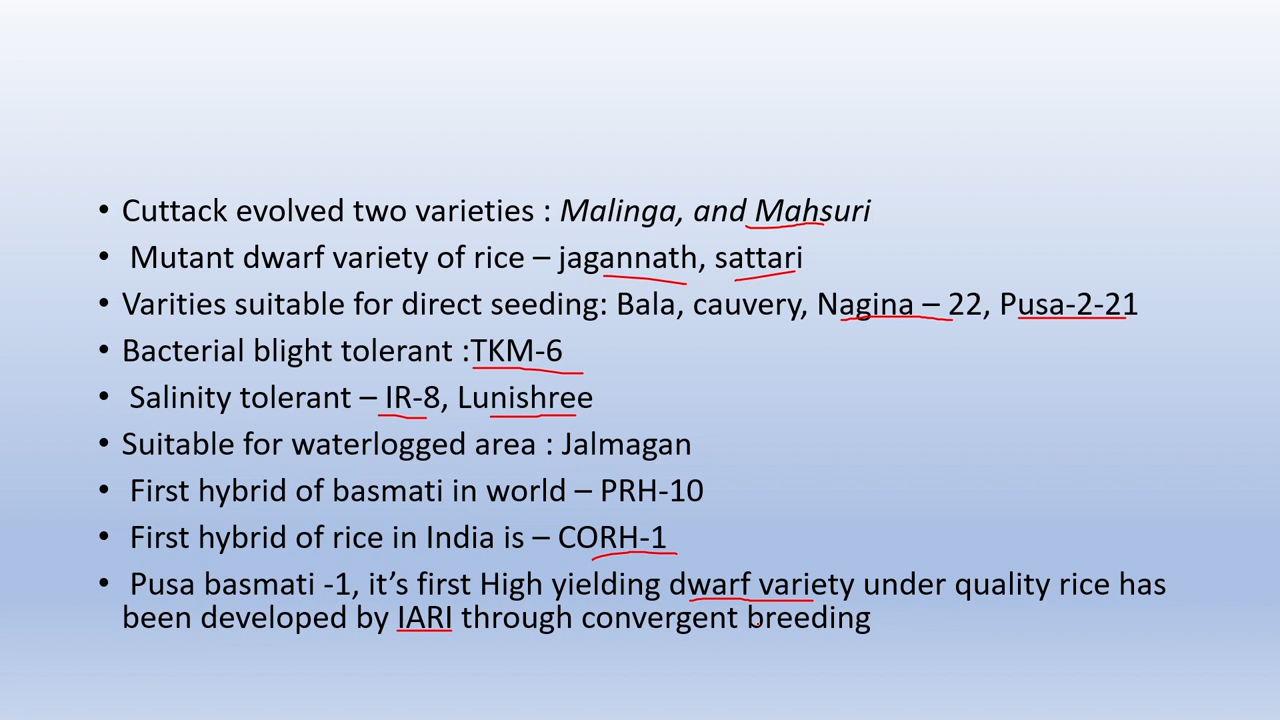 • Cuttack evolved two varieties : Malinga, and Mahsuri
• Mutant dwarf variety of rice – jagannath, sattari
• Varities suitable for direct seeding: Bala, cauvery, Nagina – 22, Pusa-2-21
• Bacterial blight tolerant :TKM-6
• Salinity tolerant – IR-8, Lunishree
• Suitable for waterlogged area : Jalmagan
• First hybrid of basmati in world – PRH-10
• First hybrid of rice in India is – CORH-1
• Pusa basmati -1, it’s first High yielding dwarf variety under quality rice has
been developed by IARI through convergent breeding